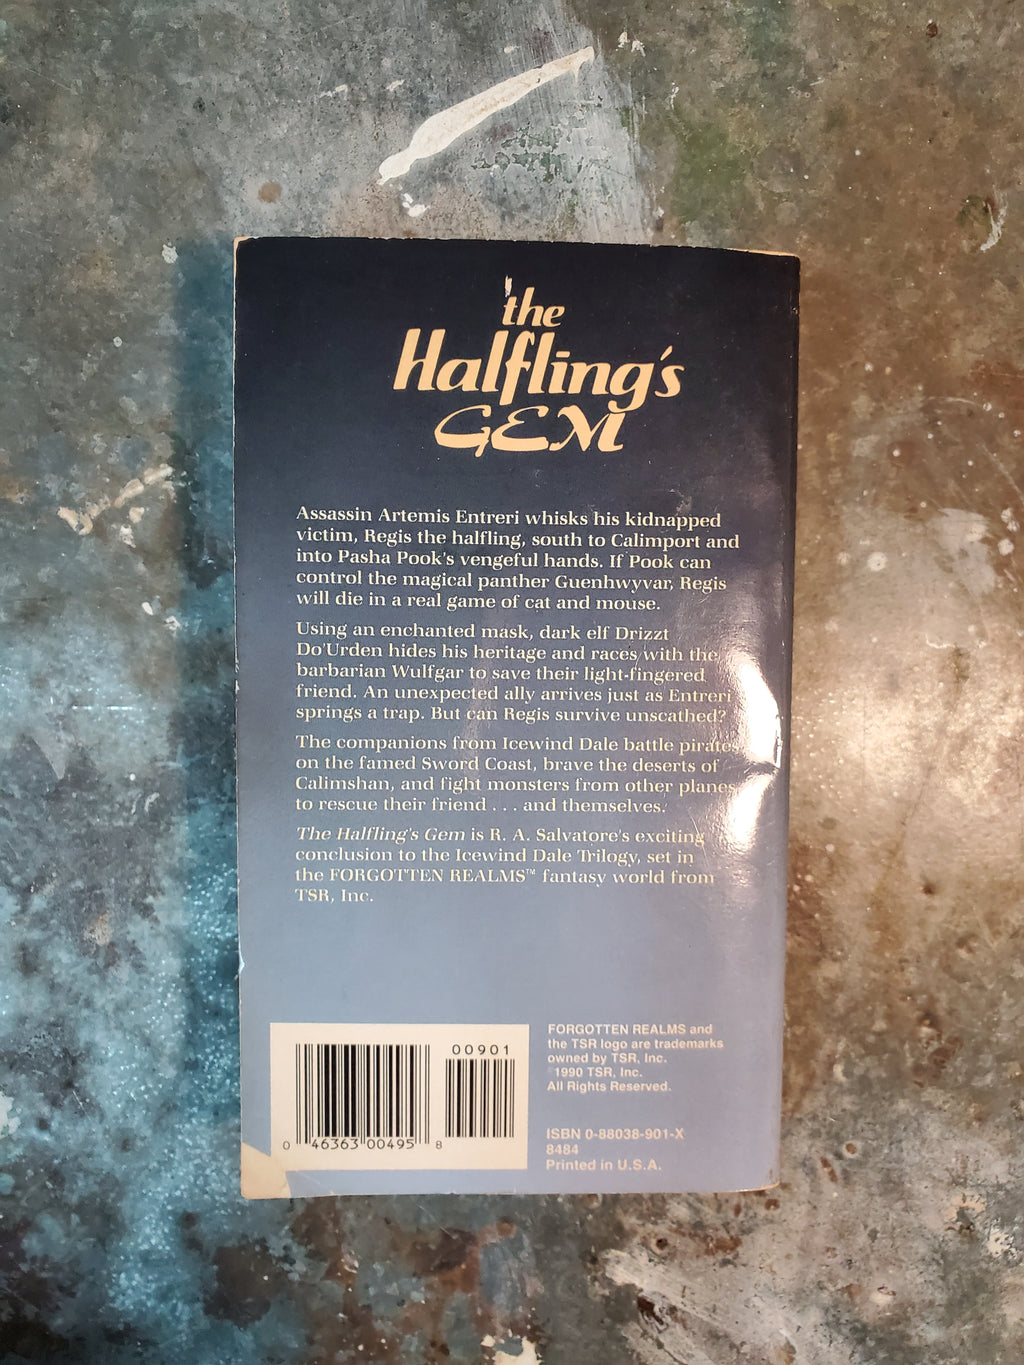 the
Halfling's
GEM
Assassin Artemis Entreri whisks his kidnapped
victim, Regis the halfling, south to Calimport and
into Pasha Pook's vengeful hands. If Pook can
control the magical panther Guenhwyvar, Regis
will die in a real game of cat and mouse.
Using an enchanted mask, dark elf Drizzt
Do'Urden hides his heritage and races with the
barbarian Wulfgar to save their light-fingered
friend. An unexpected ally arrives just as Entreri
springs a trap. But can Regis survive unscathed?
The companions from Icewind Dale battle pirates
on the famed Sword Coast, brave the deserts of
Calimshan, and fight monsters from other planes
to rescue their friend . . . and themselves.
The Halfling's Gem is R. A. Salvatore's exciting
conclusion to the Icewind Dale Trilogy, set in
the FORGOTTEN REALMS™ fantasy world from
TSR, Inc.
00901
0 46363 00495 8
FORGOTTEN REALMS and
the TSR logo are trademarks
owned by TSR, Inc.
©1990 TSR, Inc.
All Rights Reserved.
ISBN 0-88038-901-X
8484
Printed in U.S.A.